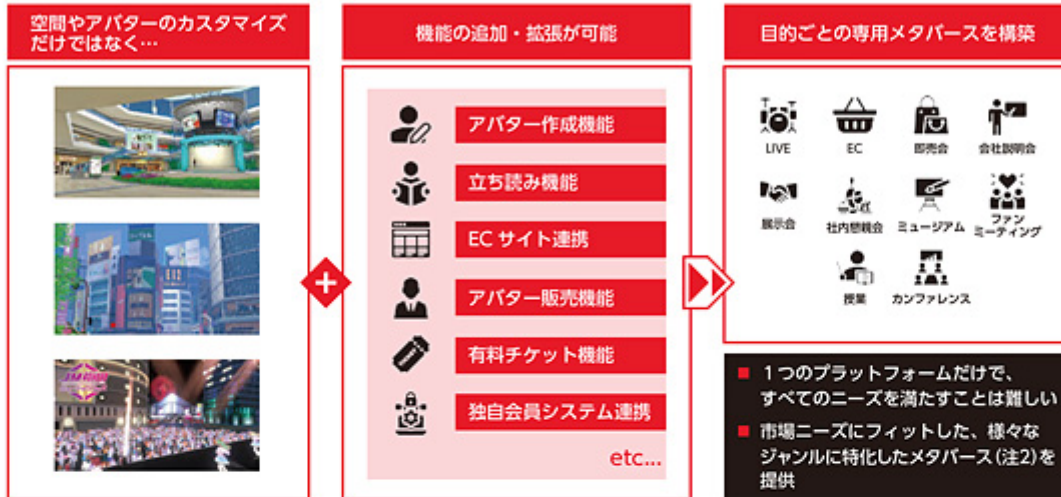 空間やアバターのカスタマイズ
だけではなく…
機能の追加・拡張が可能
アバター作成機能
立ち読み機能
ECサイト連携
アバター販売機能
有料チケット機能
独自会員システム連携
etc...
目的ごとの専用メタバースを構築
LIVE
EC
即売会
会社説明会
展示会
社内懇親会
ミュージアム
ファン
ミーティング
授業
カンファレンス
■ 1つのプラットフォームだけで、
すべてのニーズを満たすことは難しい
■ 市場ニーズにフィットした、様々な
ジャンルに特化したメタバース(注2)を
提供